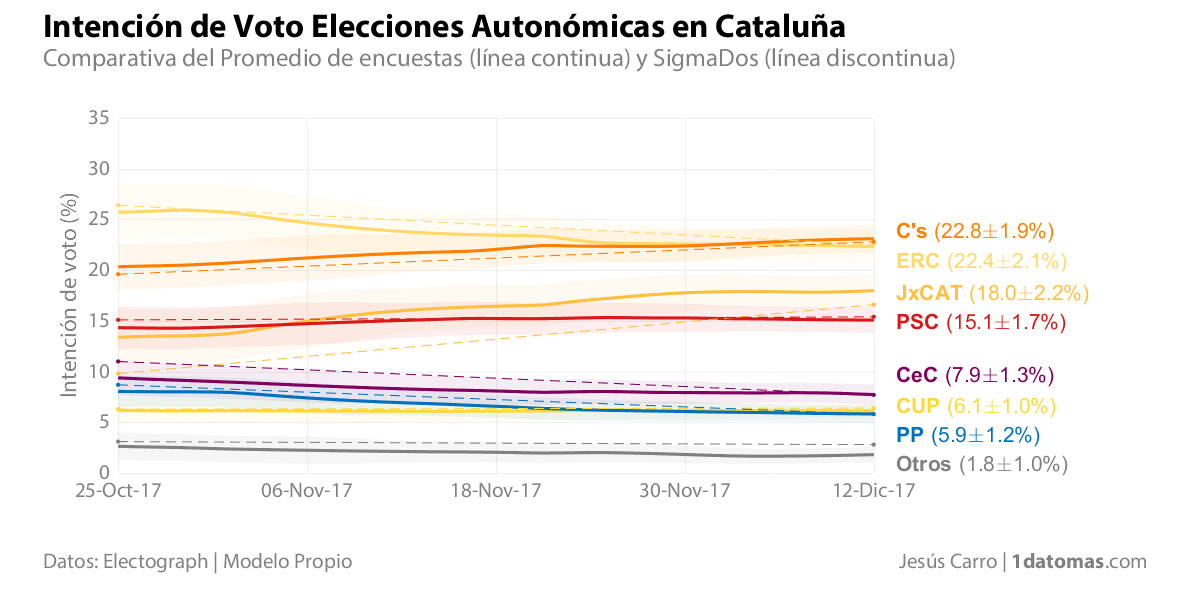 Intención de Voto Elecciones Autonómicas en Cataluña
Comparativa del Promedio de encuestas (línea continua) y SigmaDos (línea discontinua)
Intención de voto (%)
35
30
25
20
15
10
5
0
25-Oct-17
06-Nov-17
18-Nov-17
30-Nov-17
12-Dic-17
C's (22.8±1.9%)
ERC (22.4±2.1%)
JxCAT (18.0±2.2%)
PSC (15.1±1.7%)
CeC (7.9±1.3%)
CUP (6.1±1.0%)
PP (5.9±1.2%)
Otros (1.8±1.0%)
Datos: Electograph | Modelo Propio
Jesús Carro | 1datomas.com